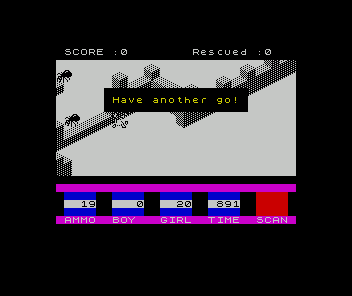 SCORE :0 Rescued :0
Have another go!
19 0 20 891
AMMO BOY GIRL TIME SCAN